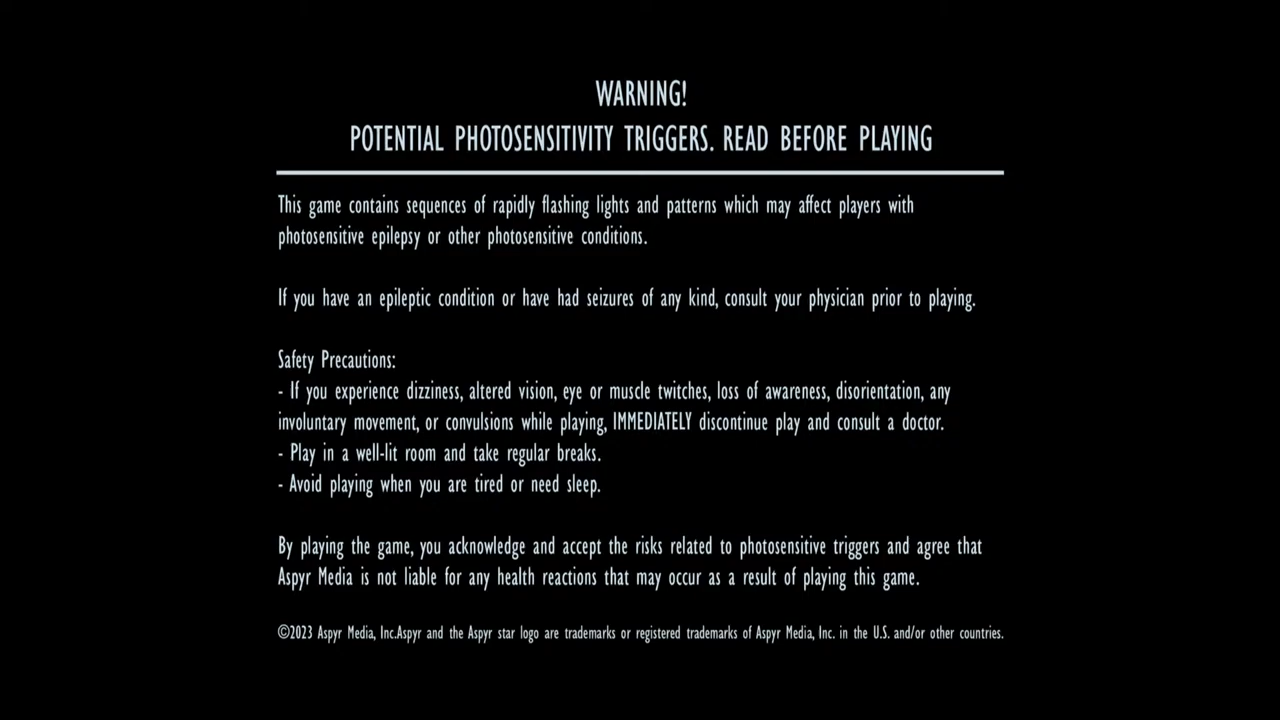 WARNING!
POTENTIAL PHOTOSENSITIVITY TRIGGERS. READ BEFORE PLAYING
This game contains sequences of rapidly flashing lights and patterns which may affect players with
photosensitive epilepsy or other photosensitive conditions.
If you have an epileptic condition or have had seizures of any kind, consult your physician prior to playing.
Safety Precautions:
- If you experience dizziness, altered vision, eye or muscle twitches, loss of awareness, disorientation, any
involuntary movement, or convulsions while playing, IMMEDIATELY discontinue play and consult a doctor.
- Play in a well-lit room and take regular breaks.
- Avoid playing when you are tired or need sleep.
By playing the game, you acknowledge and accept the risks related to photosensitive triggers and agree that
Aspyr Media is not liable for any health reactions that may occur as a result of playing this game.
©2023 Aspyr Media, Inc.Aspyr and the Aspyr star logo are trademarks or registered trademarks of Aspyr Media, Inc. in the U.S. and/or other countries.